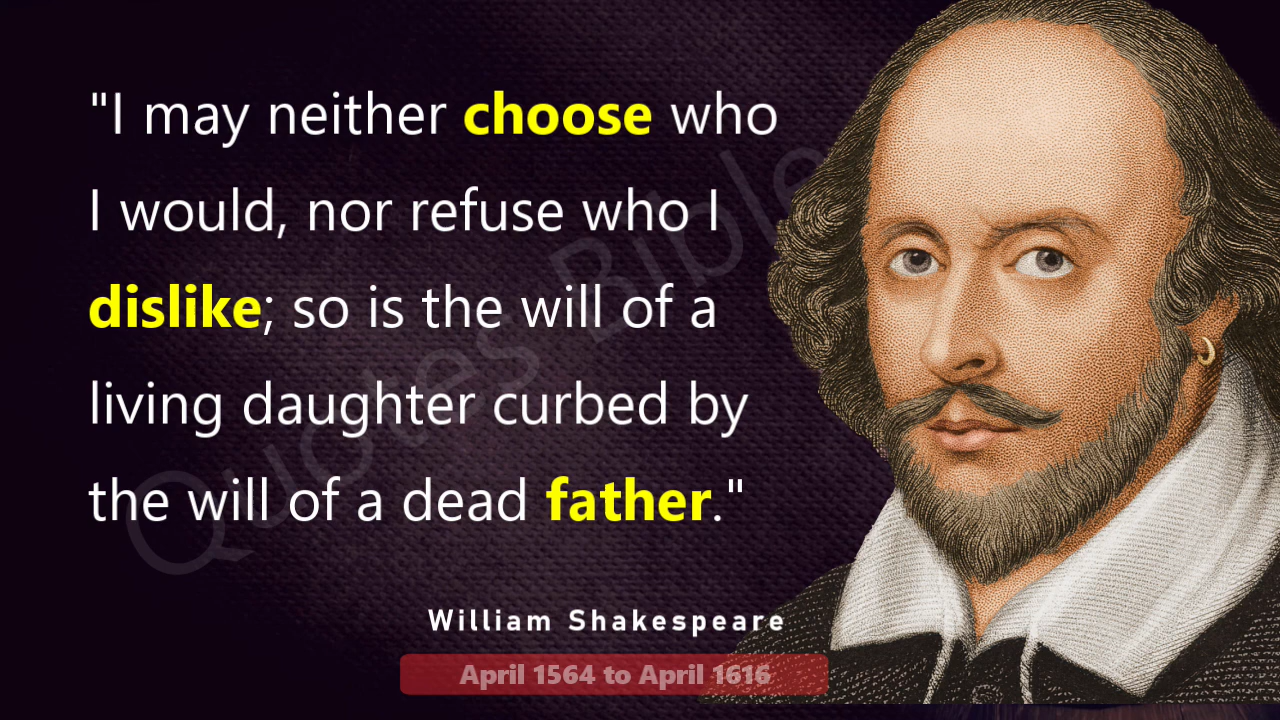 "I may neither choose who
I would, nor refuse who I
dislike; so is the will of a
living daughter curbed by
the will of a dead father."
William Shakespeare
April 1564 to April 1616
Quotes Bible